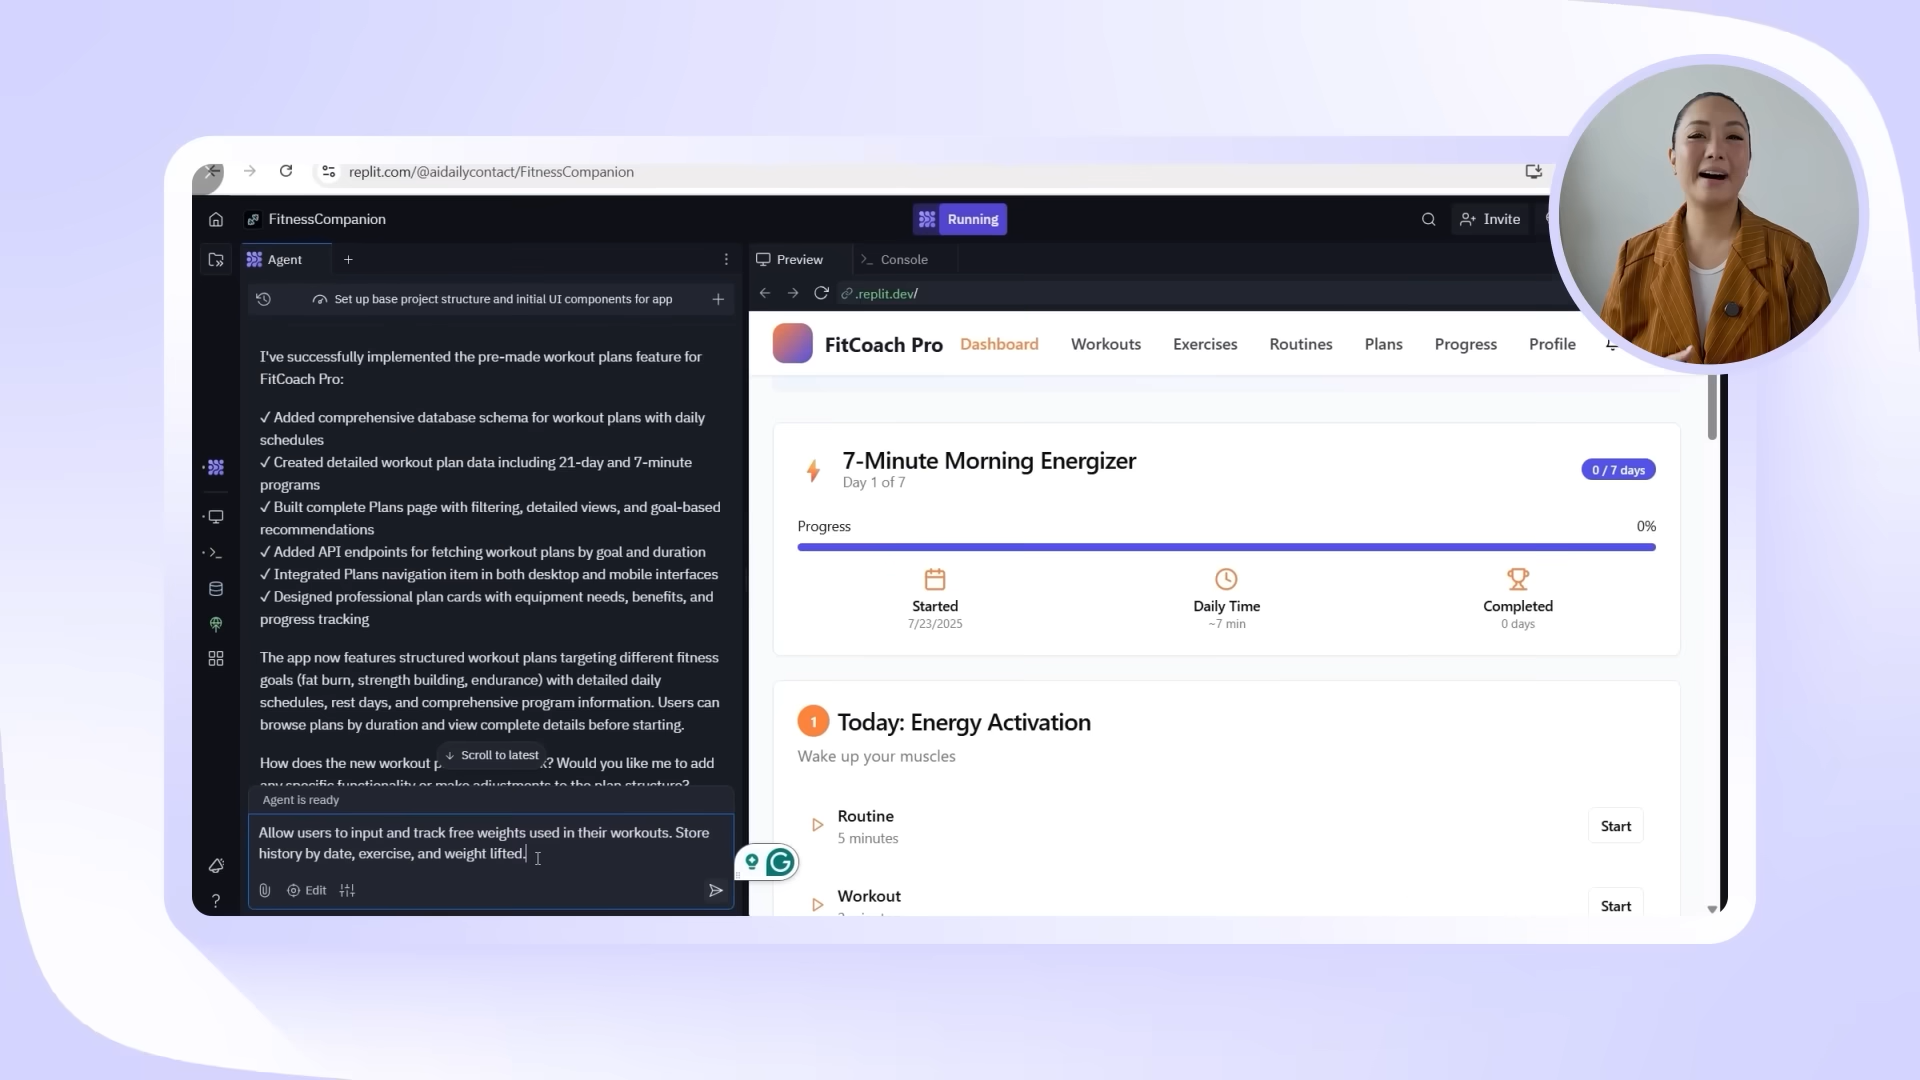 replit.com/@aidailycontact/FitnessCompanion
FitnessCompanion
Running
Invite
Agent
Preview
Console
Set up base project structure and initial UI components for app
.replit.dev/
I've successfully implemented the pre-made workout plans feature for
FitCoach Pro:
✓ Added comprehensive database schema for workout plans with daily
schedules
✓ Created detailed workout plan data including 21-day and 7-minute
programs
✓ Built complete Plans page with filtering, detailed views, and goal-based
recommendations
✓ Added API endpoints for fetching workout plans by goal and duration
✓ Integrated Plans navigation item in both desktop and mobile interfaces
✓ Designed professional plan cards with equipment needs, benefits, and
progress tracking
The app now features structured workout plans targeting different fitness
goals (fat burn, strength building, endurance) with detailed daily
schedules, rest days, and comprehensive program information. Users can
browse plans by duration and view complete details before starting.
How does the new workout p ? Would you like me to add
any specific functionality or make adjustments to the plan structure?
Scroll to latest
Agent is ready
Allow users to input and track free weights used in their workouts. Store
history by date, exercise, and weight lifted.
Edit
FitCoach Pro
Dashboard
Workouts
Exercises
Routines
Plans
Progress
Profile
7-Minute Morning Energizer
Day 1 of 7
0 / 7 days
Progress
0%
Started
7/23/2025
Daily Time
~7 min
Completed
0 days
1
Today: Energy Activation
Wake up your muscles
Routine
5 minutes
Start
Workout
Start